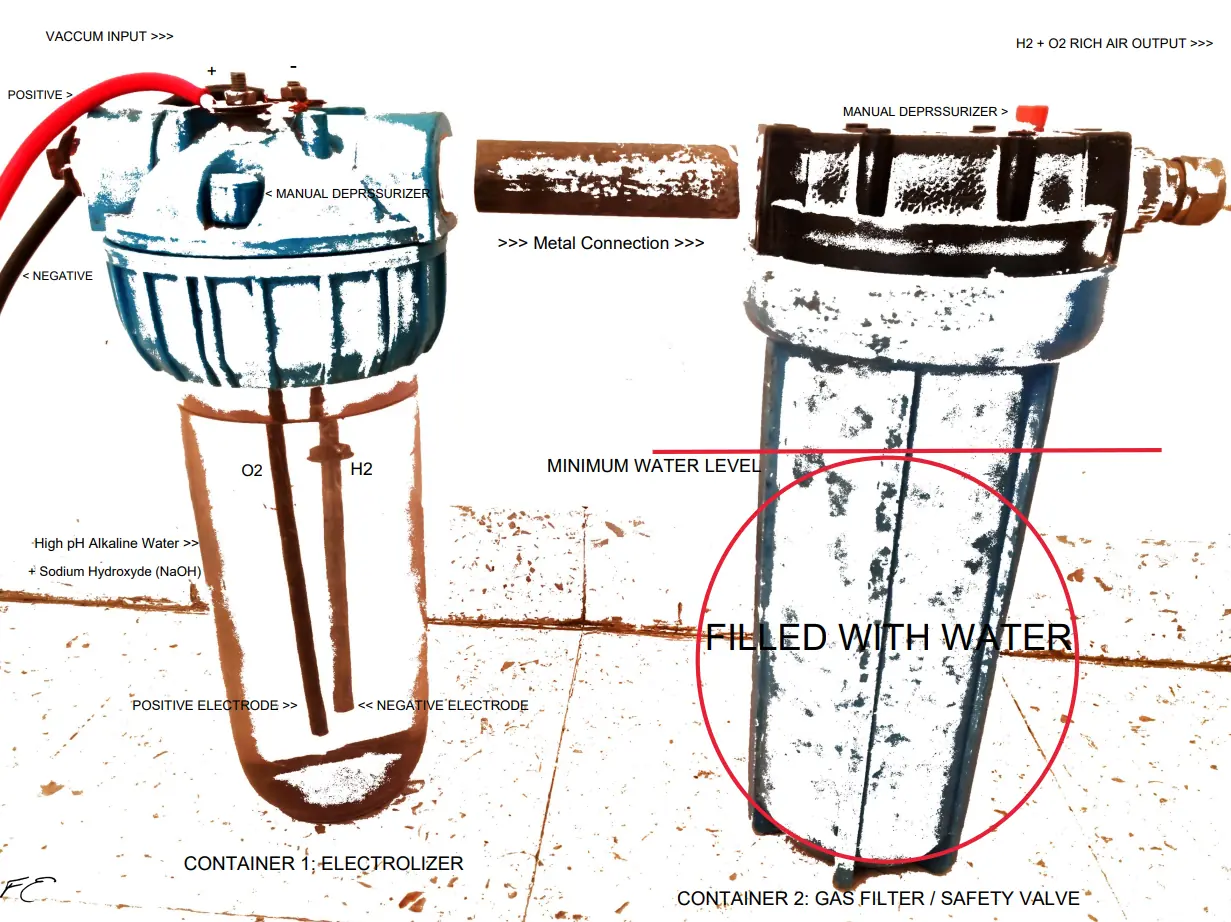 VACCUM INPUT >>>
H2 + O2 RICH AIR OUTPUT >>>
+ -
POSITIVE >
MANUAL DEPRSSURIZER >
< MANUAL DEPRSSURIZER
>>> Metal Connection >>>
< NEGATIVE
MINIMUM WATER LEVEL
O2 H2
High pH Alkaline Water >>
+ Sodium Hydroxyde (NaOH)
FILLED WITH WATER
POSITIVE ELECTRODE >> << NEGATIVE ELECTRODE
CONTAINER 1: ELECTROLIZER
FE
CONTAINER 2: GAS FILTER / SAFETY VALVE